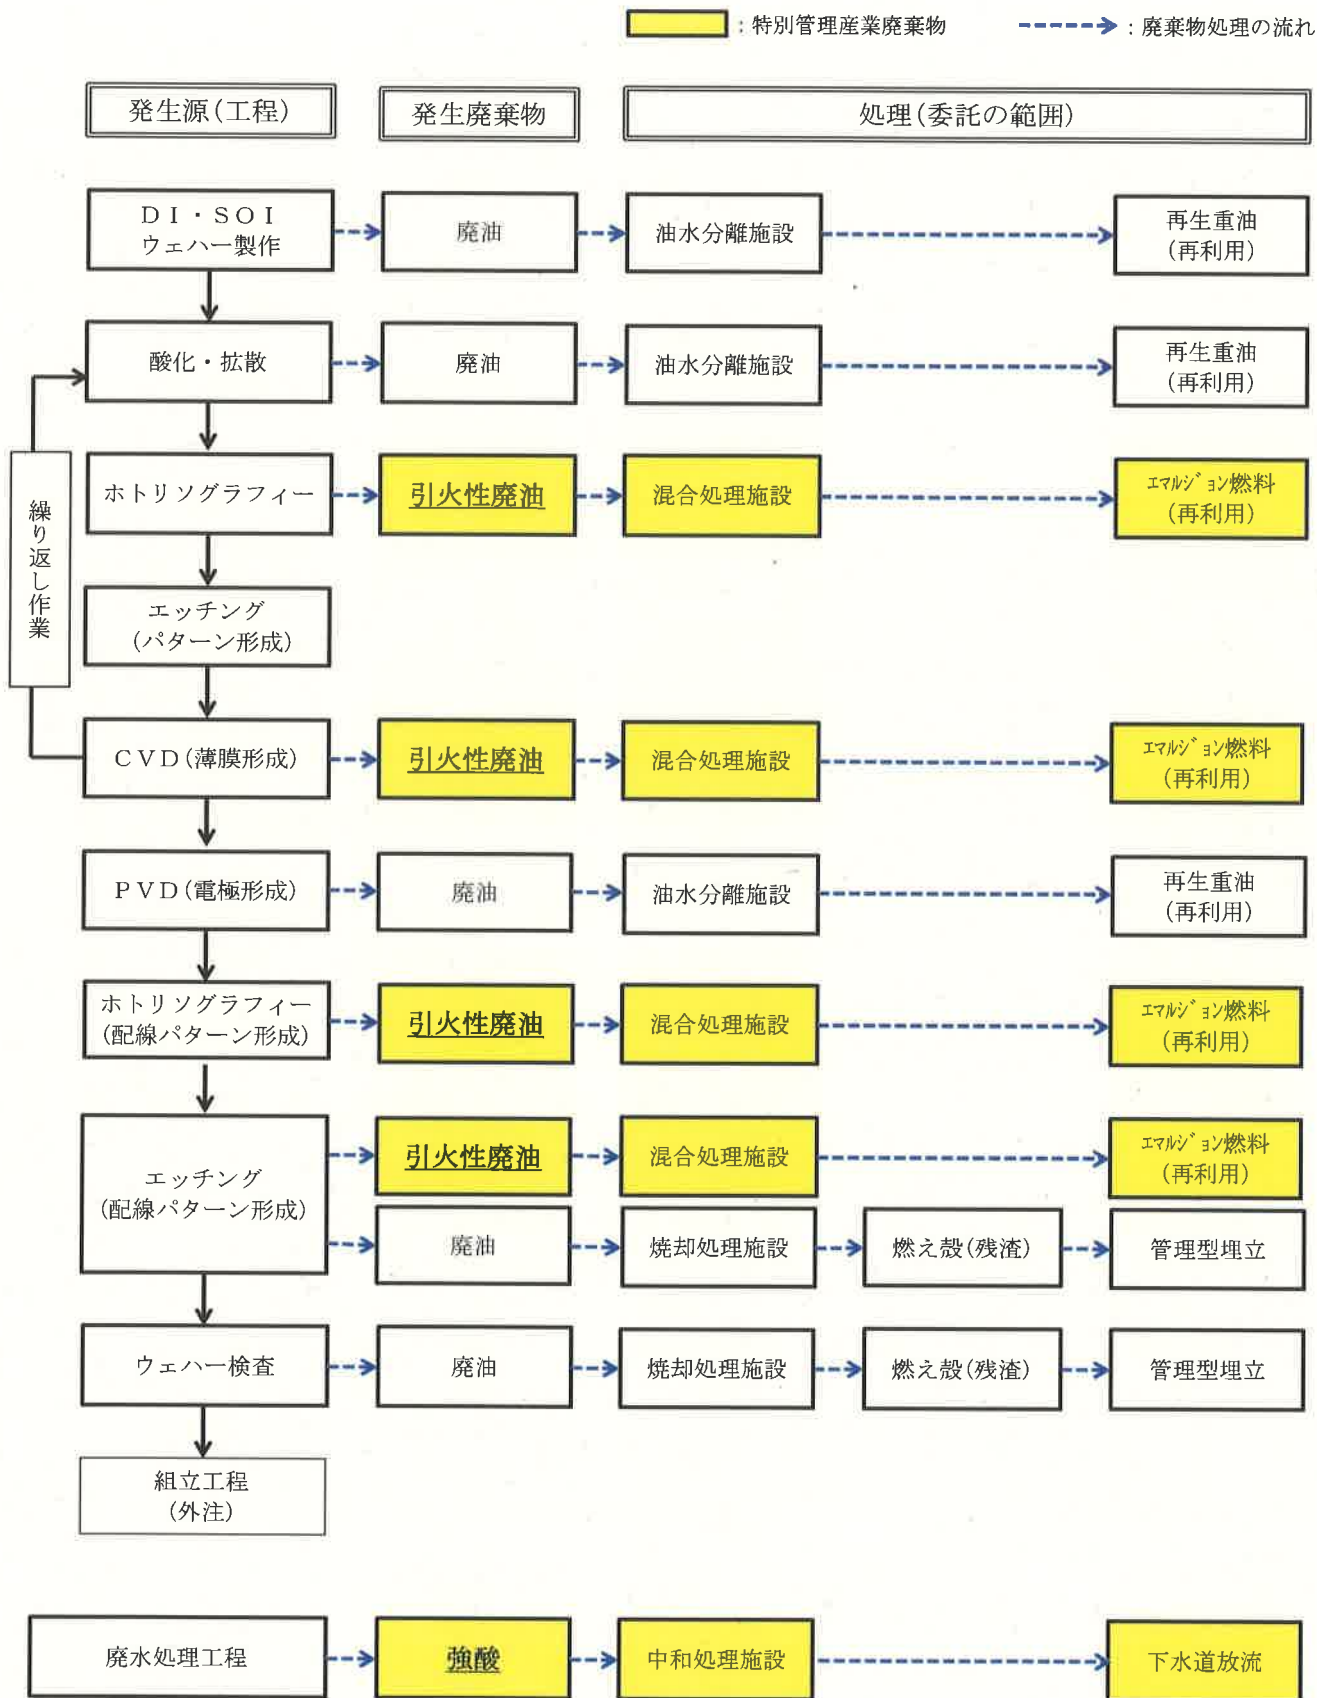 ：特別管理産業廃棄物
：廃棄物処理の流れ
発生源(工程)
発生廃棄物
処理(委託の範囲)
ＤＩ・ＳＯＩ
ウェハー製作
廃油
油水分離施設
再生重油
(再利用)
酸化・拡散
廃油
油水分離施設
再生重油
(再利用)
繰り返し作業
ホトリソグラフィー
引火性廃油
混合処理施設
エマルジョン燃料
(再利用)
エッチング
(パターン形成)
ＣＶＤ(薄膜形成)
引火性廃油
混合処理施設
エマルジョン燃料
(再利用)
ＰＶＤ(電極形成)
廃油
油水分離施設
再生重油
(再利用)
ホトリソグラフィー
(配線パターン形成)
引火性廃油
混合処理施設
エマルジョン燃料
(再利用)
エッチング
(配線パターン形成)
引火性廃油
混合処理施設
エマルジョン燃料
(再利用)
廃油
焼却処理施設
燃え殻(残渣)
管理型埋立
ウェハー検査
廃油
焼却処理施設
燃え殻(残渣)
管理型埋立
組立工程
(外注)
廃水処理工程
強酸
中和処理施設
下水道放流